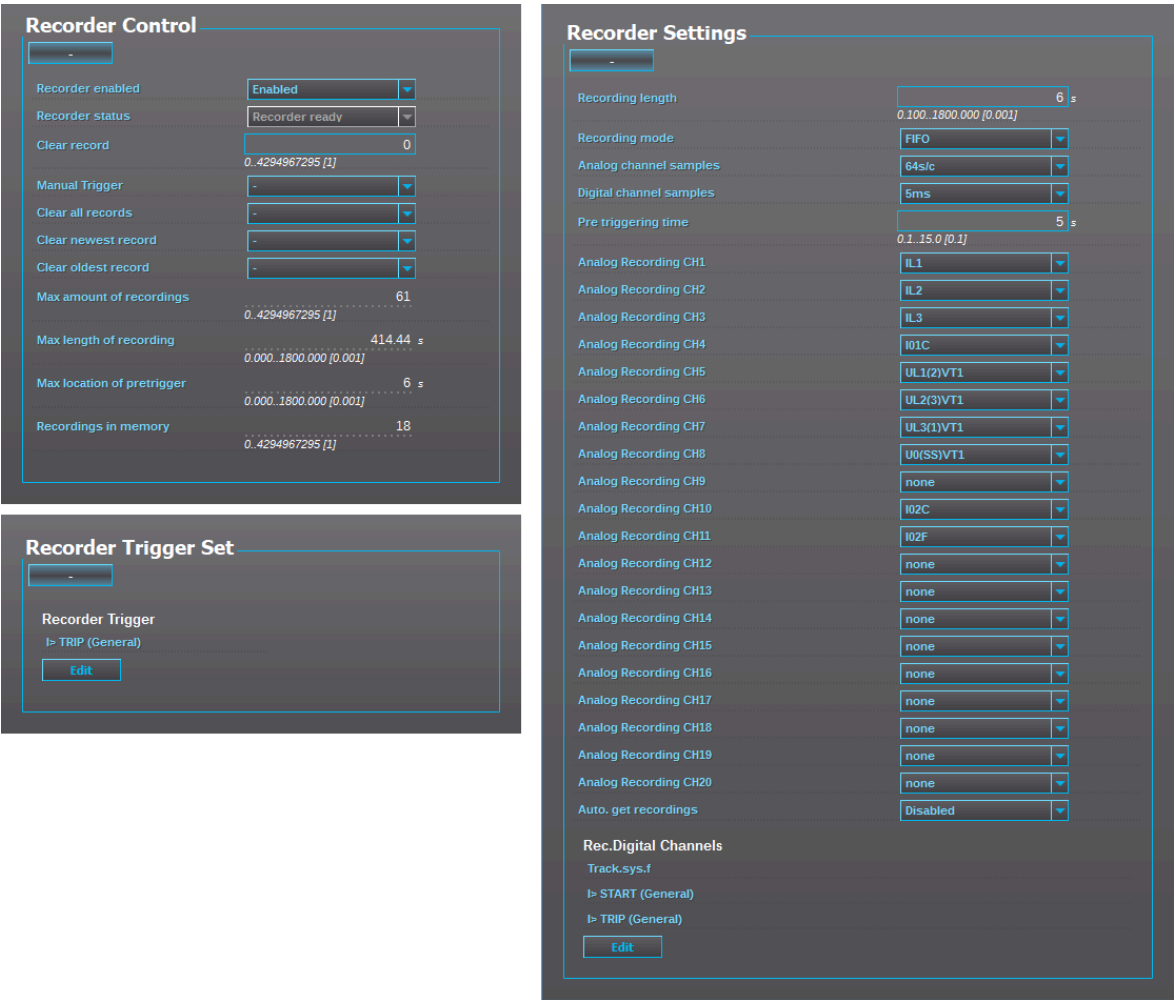 Recorder Control
-
Recorder enabled Enabled
Recorder status Recorder ready
Clear record 0
0..4294967295 [1]
Manual Trigger -
Clear all records -
Clear newest record -
Clear oldest record -
Max amount of recordings 61
0..4294967295 [1]
Max length of recording 414.44 s
0.000..1800.000 [0.001]
Max location of pretrigger 6 s
0.000..1800.000 [0.001]
Recordings in memory 18
0..4294967295 [1]
Recorder Trigger Set
-
Recorder Trigger
I> TRIP (General)
Edit
Recorder Settings
-
Recording length 6 s
0.100..1800.000 [0.001]
Recording mode FIFO
Analog channel samples 64s/c
Digital channel samples 5ms
Pre triggering time 5 s
0.1..15.0 [0.1]
Analog Recording CH1 IL1
Analog Recording CH2 IL2
Analog Recording CH3 IL3
Analog Recording CH4 I01C
Analog Recording CH5 UL1(2)VT1
Analog Recording CH6 UL2(3)VT1
Analog Recording CH7 UL3(1)VT1
Analog Recording CH8 U0(SS)VT1
Analog Recording CH9 none
Analog Recording CH10 I02C
Analog Recording CH11 I02F
Analog Recording CH12 none
Analog Recording CH13 none
Analog Recording CH14 none
Analog Recording CH15 none
Analog Recording CH16 none
Analog Recording CH17 none
Analog Recording CH18 none
Analog Recording CH19 none
Analog Recording CH20 none
Auto. get recordings Disabled
Rec.Digital Channels
Track.sys.f
I> START (General)
I> TRIP (General)
Edit